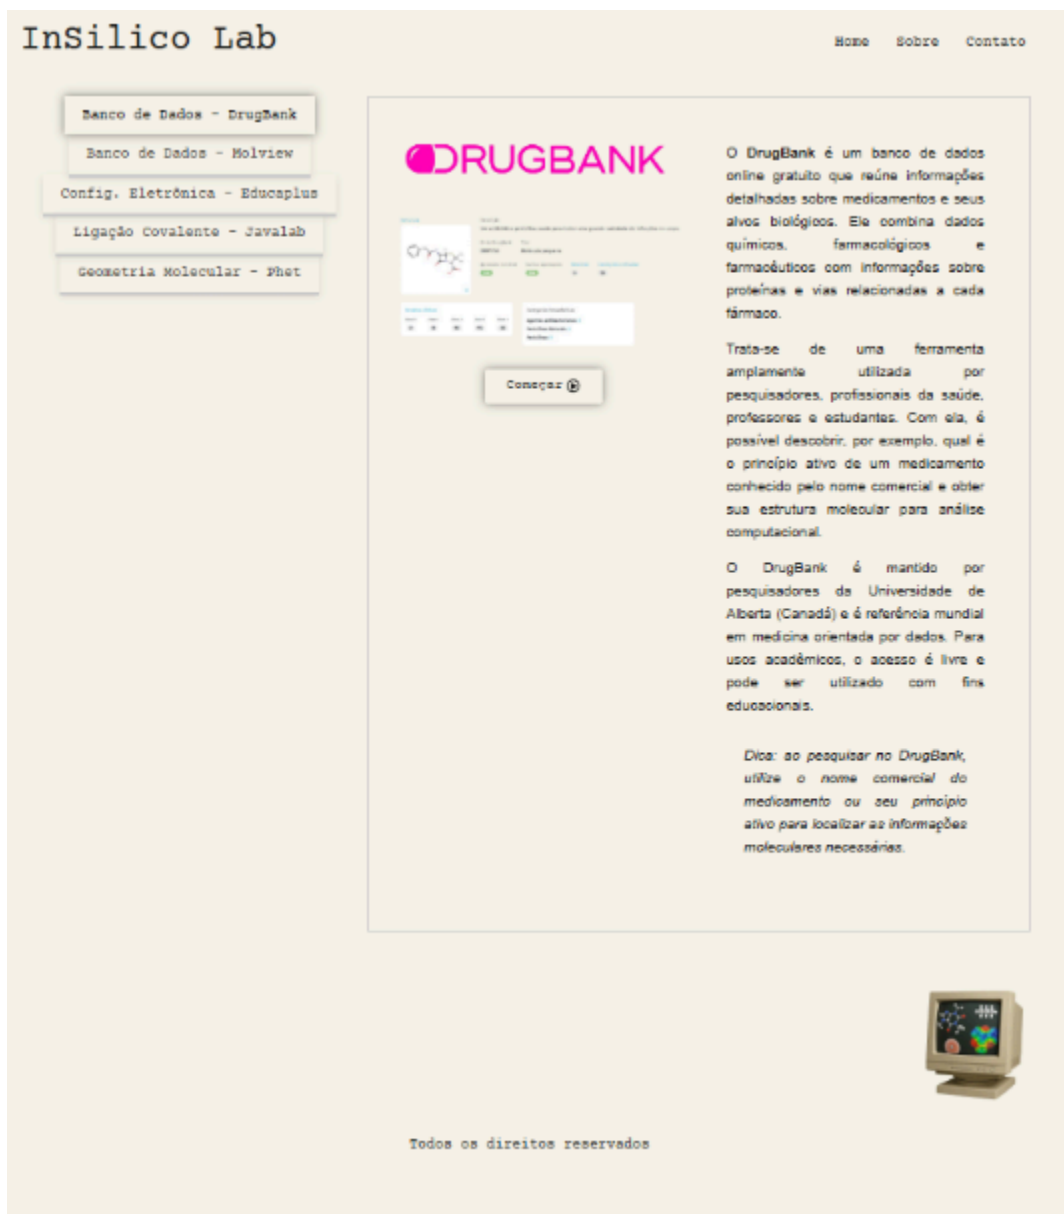 InSilico Lab
Home Sobre Contato
Banco de Dados - DrugBank
Banco de Dados - Molview
Config. Eletrônica - Educaplus
Ligação Covalente - Javalab
Geometria Molecular - Phet
DRUGBANK
Começar
O DrugBank é um banco de dados
online gratuito que reúne informações
detalhadas sobre medicamentos e seus
alvos biológicos. Ele combina dados
químicos, farmacológicos e
farmacêuticos com informações sobre
proteínas e vias relacionadas a cada
fármaco.
Trata-se de uma ferramenta
amplamente utilizada por
pesquisadores, profissionais da saúde,
professores e estudantes. Com ela, é
possível descobrir, por exemplo, qual é
o princípio ativo de um medicamento
conhecido pelo nome comercial e obter
sua estrutura molecular para análise
computacional.
O DrugBank é mantido por
pesquisadores da Universidade de
Alberta (Canadá) e é referência mundial
em medicina orientada por dados. Para
usos acadêmicos, o acesso é livre e
pode ser utilizado com fins
educacionais.
Dica: ao pesquisar no DrugBank,
utilize o nome comercial do
medicamento ou seu princípio
ativo para localizar as informações
moleculares necessárias.
Todos os direitos reservados